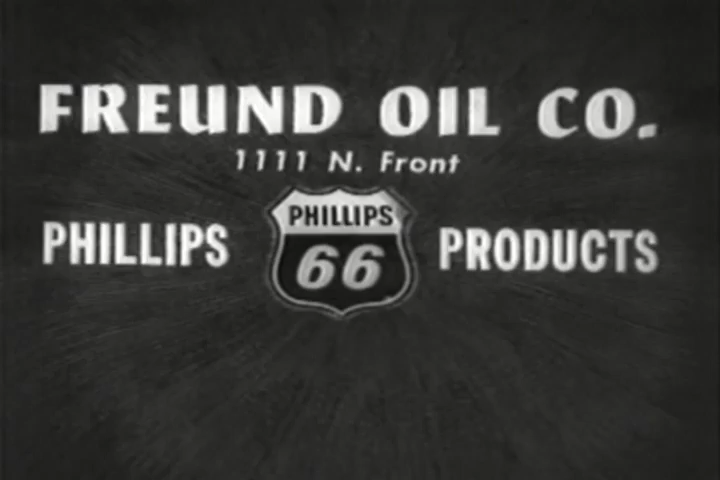 FREUND OIL CO.
1111 N. Front
PHILLIPS
PHILLIPS
66
PRODUCTS